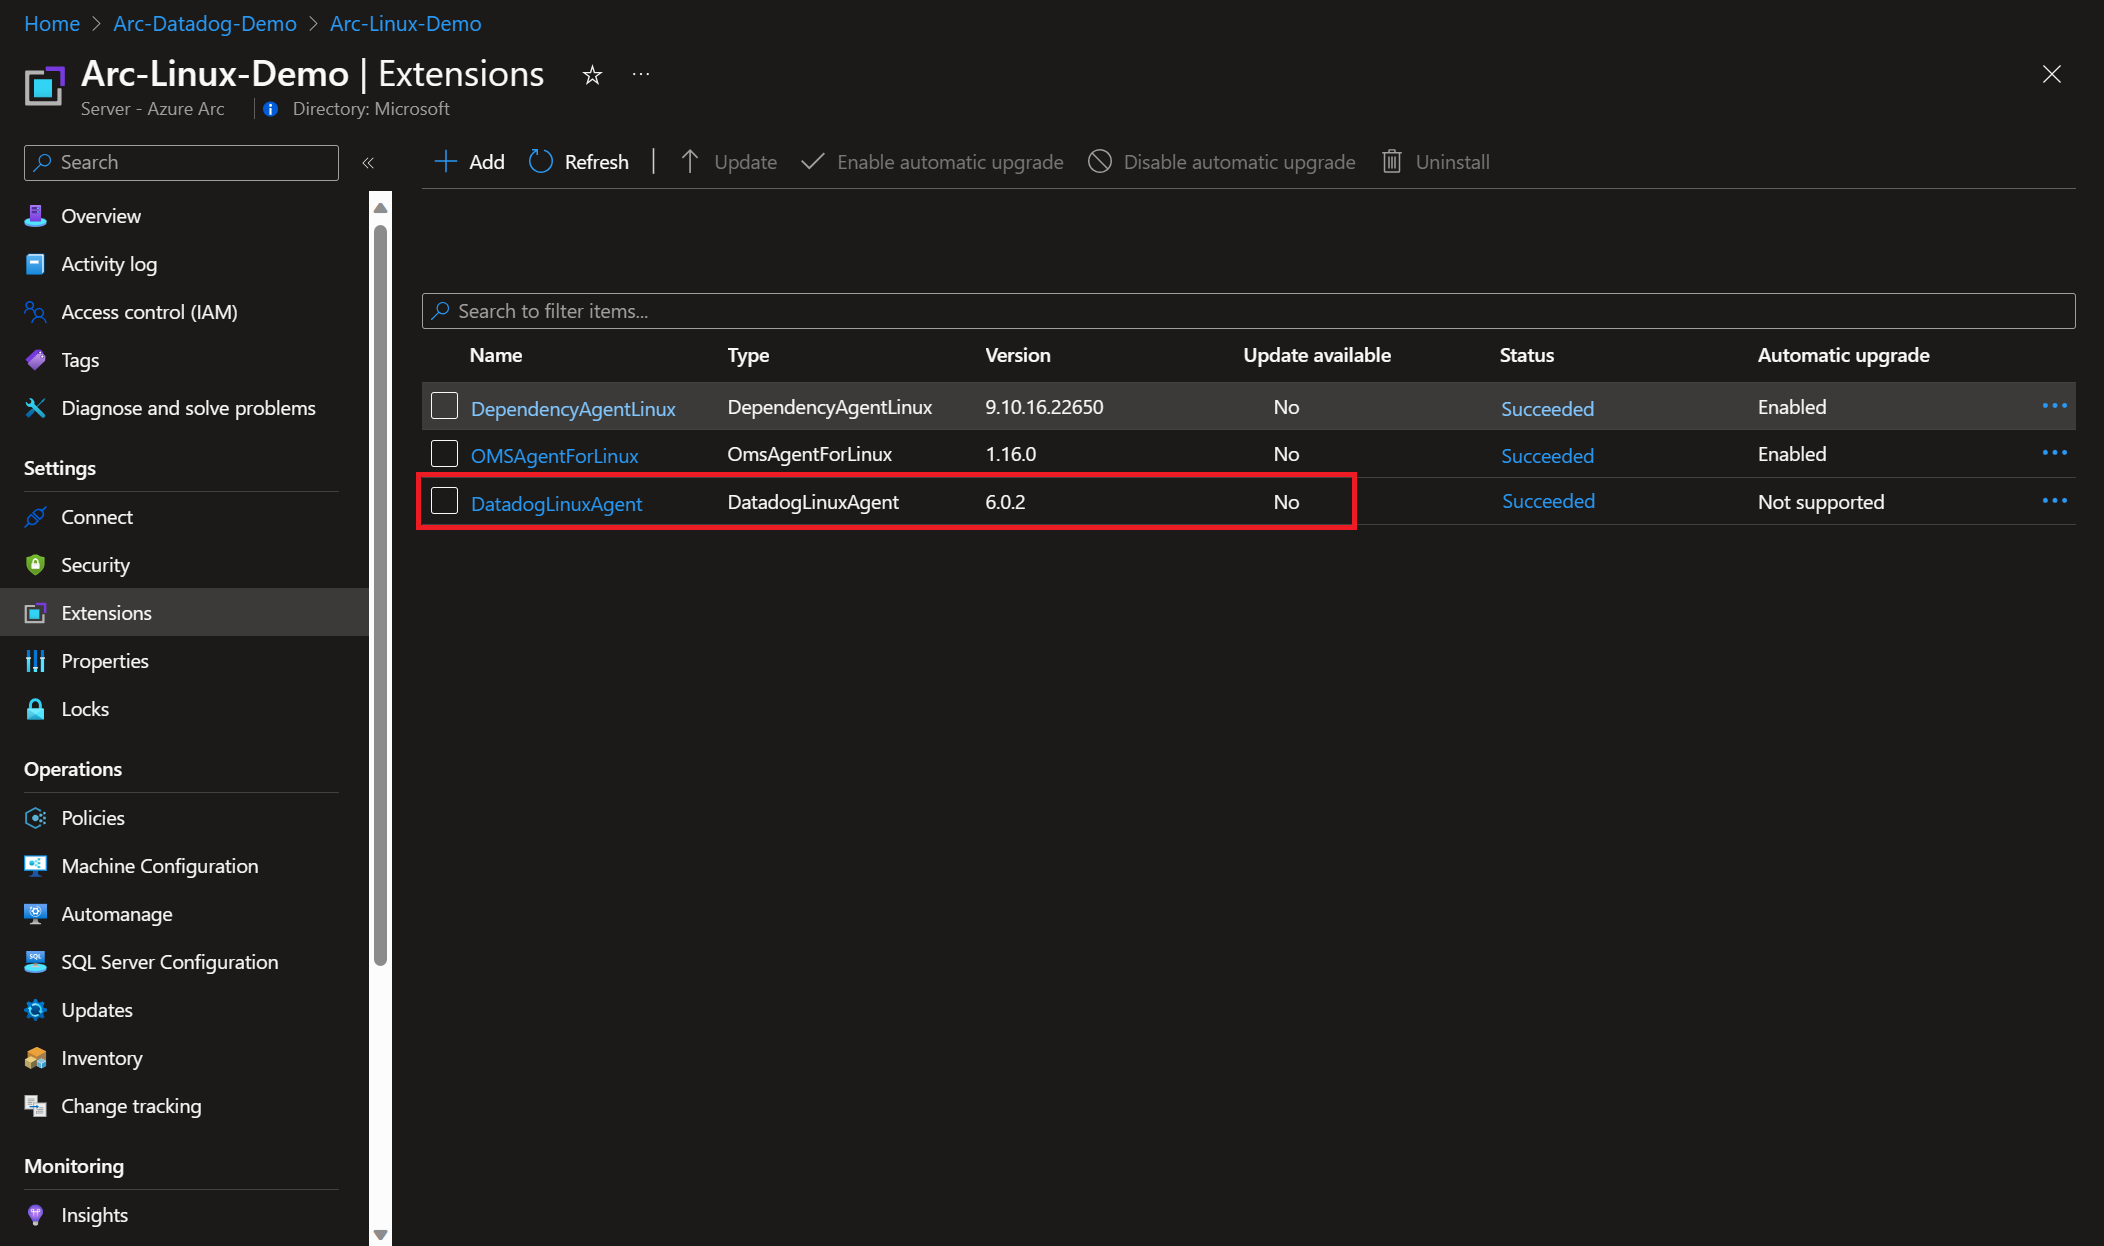 Home > Arc-Datadog-Demo > Arc-Linux-Demo
Arc-Linux-Demo | Extensions
Server - Azure Arc | Directory: Microsoft
Search
Add Refresh | Update Enable automatic upgrade Disable automatic upgrade Uninstall
Overview
Activity log
Access control (IAM)
Tags
Diagnose and solve problems
Settings
Connect
Security
Extensions
Properties
Locks
Operations
Policies
Machine Configuration
Automanage
SQL Server Configuration
Updates
Inventory
Change tracking
Monitoring
Insights
Search to filter items...
Name Type Version Update available Status Automatic upgrade
DependencyAgentLinux DependencyAgentLinux 9.10.16.22650 No Succeeded Enabled
OMSAgentForLinux OmsAgentForLinux 1.16.0 No Succeeded Enabled
DatadogLinuxAgent DatadogLinuxAgent 6.0.2 No Succeeded Not supported